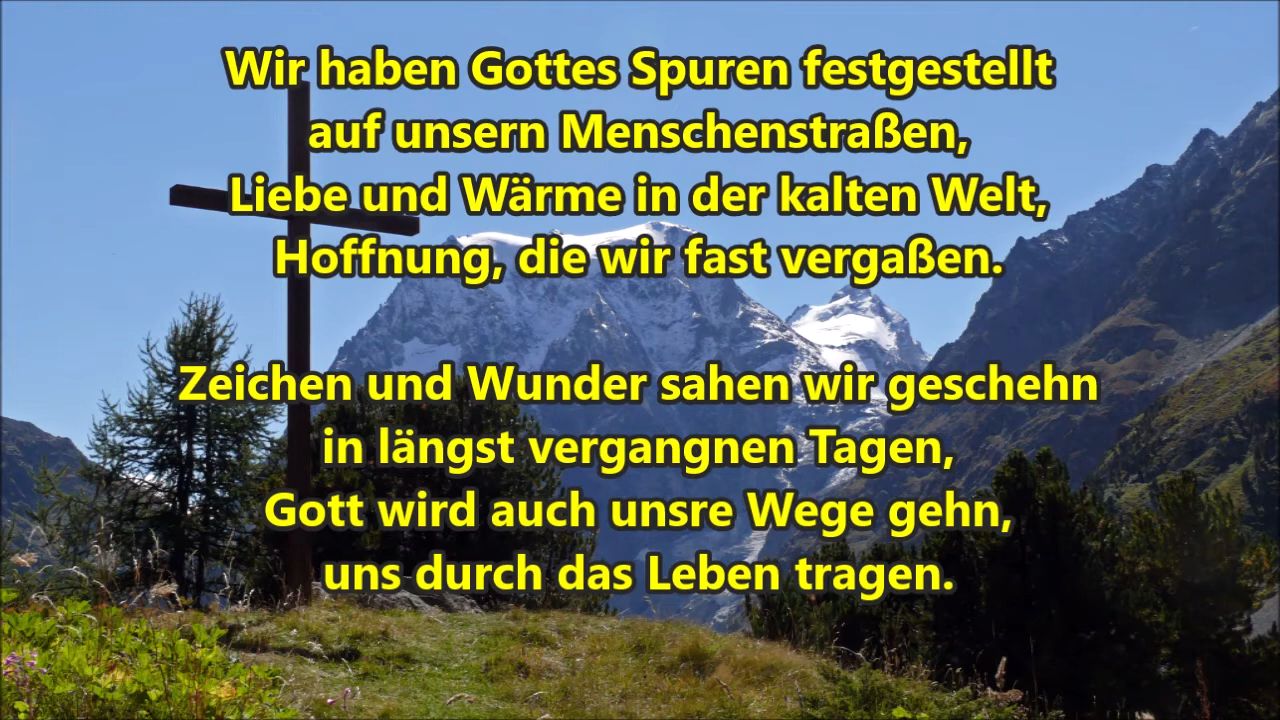 Wir haben Gottes Spuren festgestellt
auf unsern Menschenstraßen,
Liebe und Wärme in der kalten Welt,
Hoffnung, die wir fast vergaßen.
Zeichen und Wunder sahen wir geschehn
in längst vergangnen Tagen,
Gott wird auch unsre Wege gehn,
uns durch das Leben tragen.